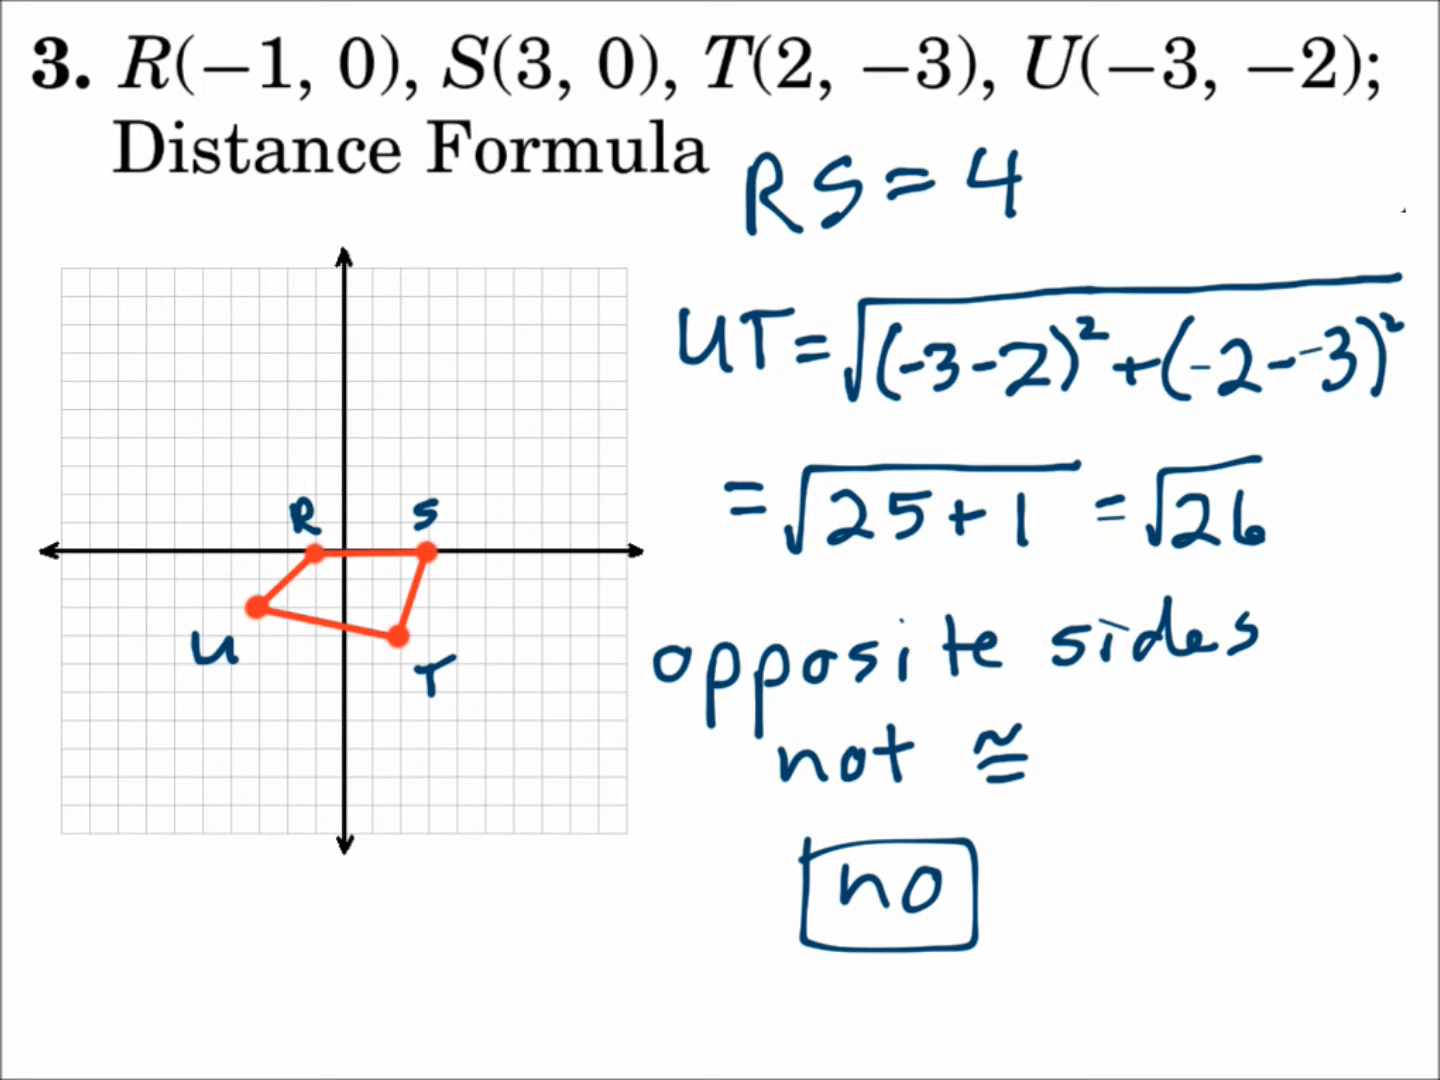 3. R(−1, 0), S(3, 0), T(2, −3), U(−3, −2);
Distance Formula
RS = 4
UT = √((-3-2)² + (-2--3)²)
= √(25+1) = √26
R S
U T
opposite sides
not ≅
no